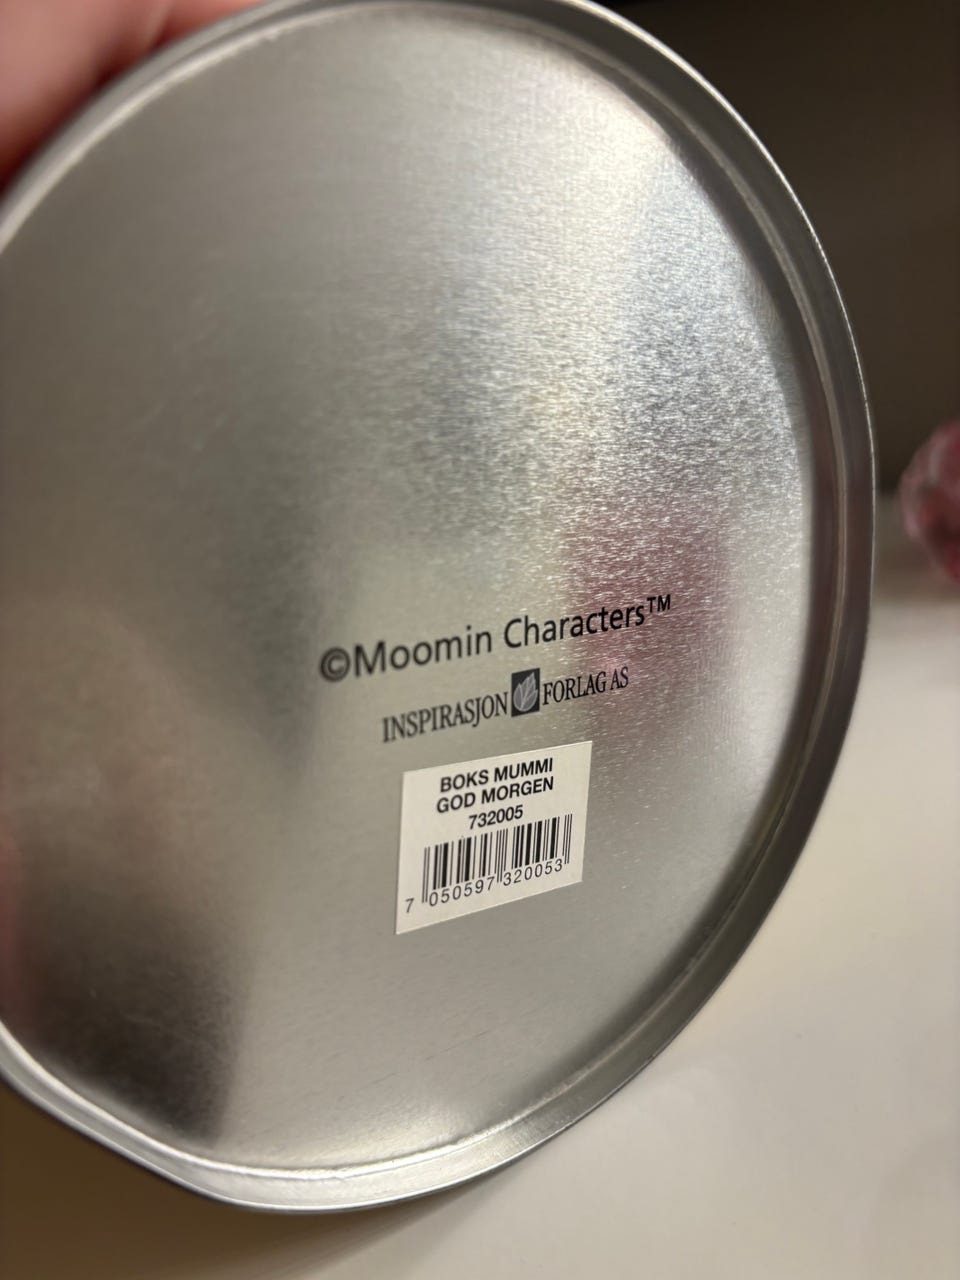 ©Moomin Characters™
INSPIRASJON FORLAG AS
BOKS MUMMI
GOD MORGEN
732005
7 050597 320053